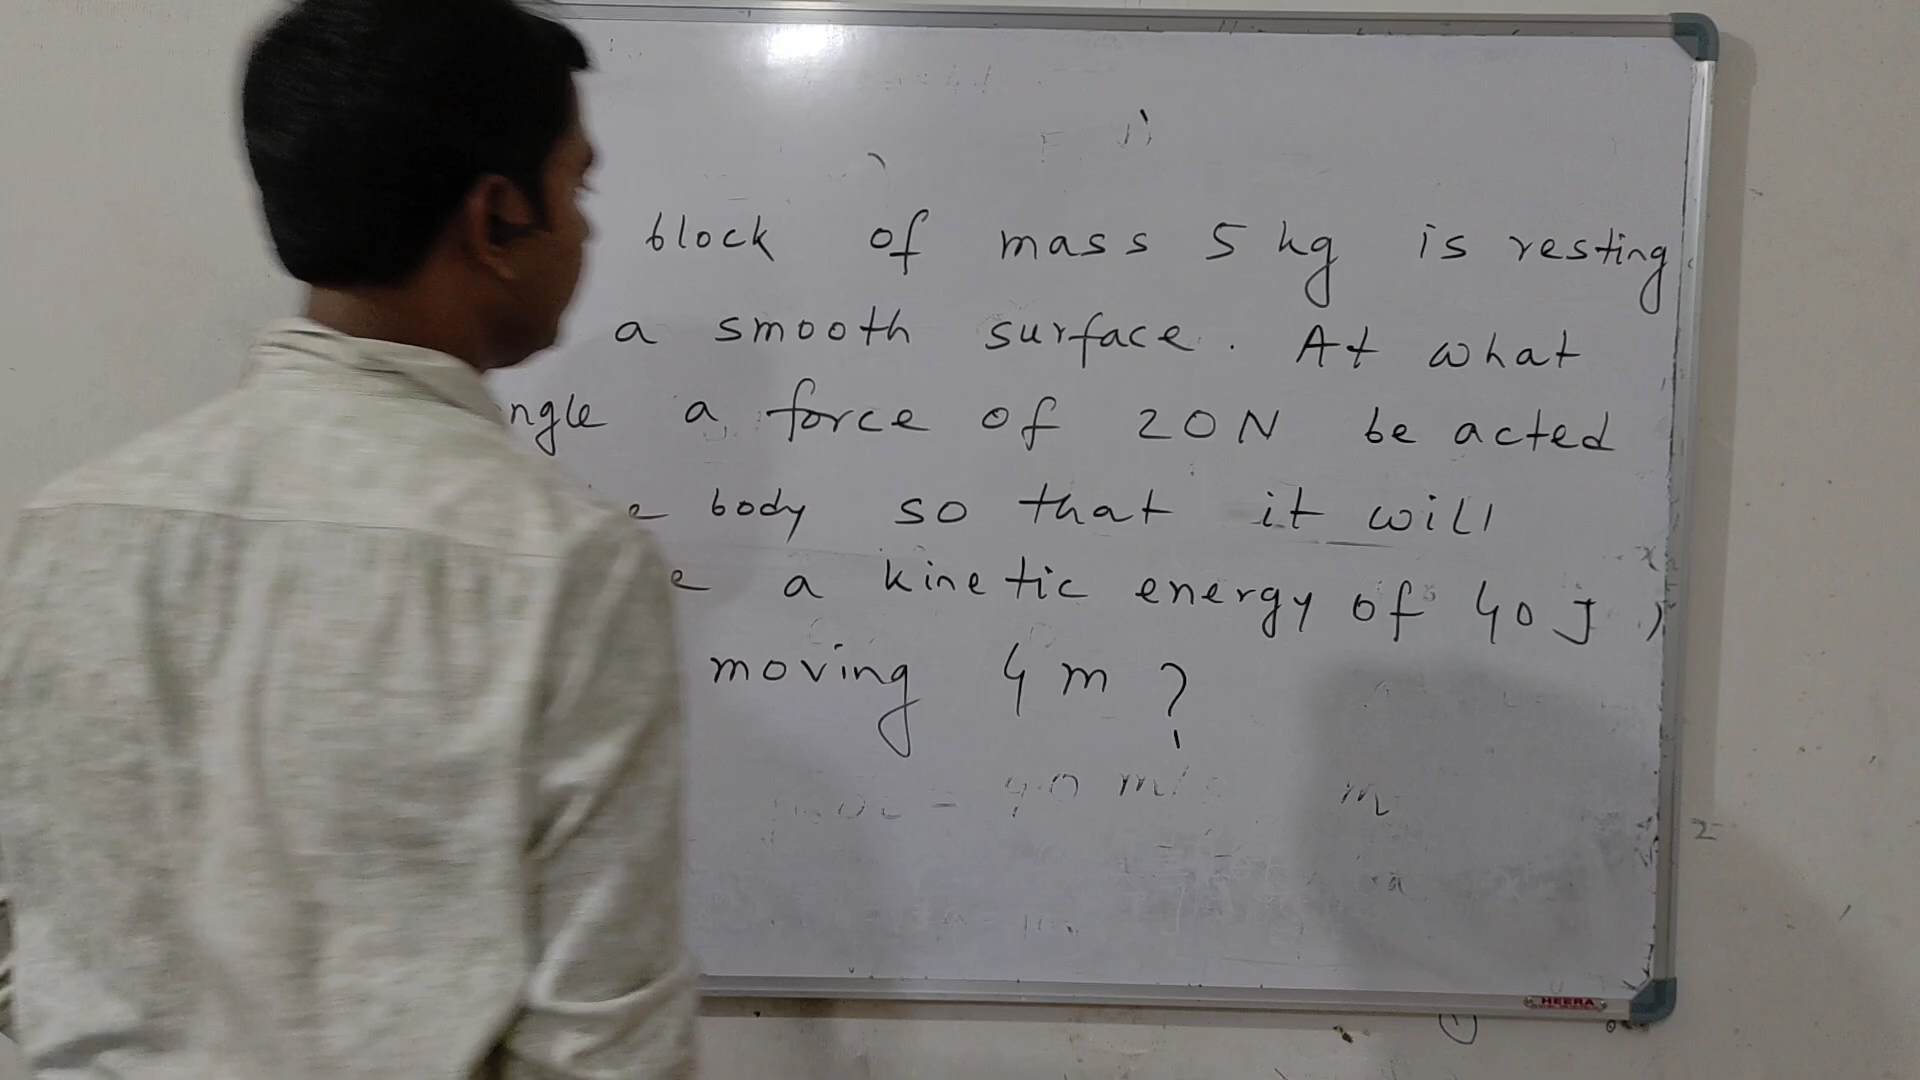 block of mass 5 kg is resting
a smooth surface. At what
ngle a force of 20N be acted
e body so that it will
e a kinetic energy of 40 J,
moving 4 m?
HEERA